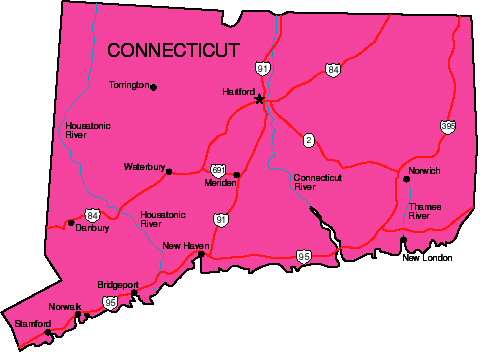 CONNECTICUT
91
84
Torrington
Hartford
395
Housatonic
River
2
Waterbury
691
Meriden
Connecticut
River
Norwich
84
Danbury
Housatonic
River
91
Thames
River
New Haven
95
New London
Bridgeport
95
Norwalk
Stamford